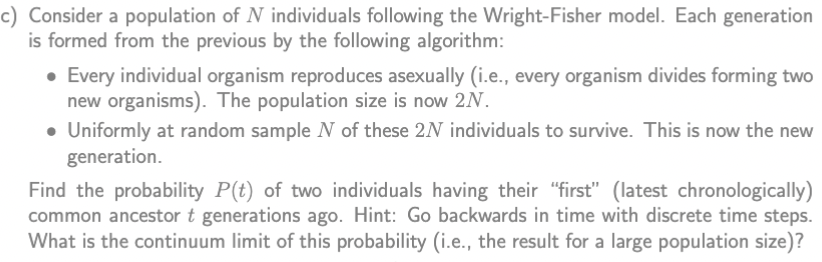 c) Consider a population of N individuals following the Wright-Fisher model. Each generation
is formed from the previous by the following algorithm:
• Every individual organism reproduces asexually (i.e., every organism divides forming two
new organisms). The population size is now 2N.
• Uniformly at random sample N of these 2N individuals to survive. This is now the new
generation.
Find the probability P(t) of two individuals having their “first” (latest chronologically)
common ancestor t generations ago. Hint: Go backwards in time with discrete time steps.
What is the continuum limit of this probability (i.e., the result for a large population size)?